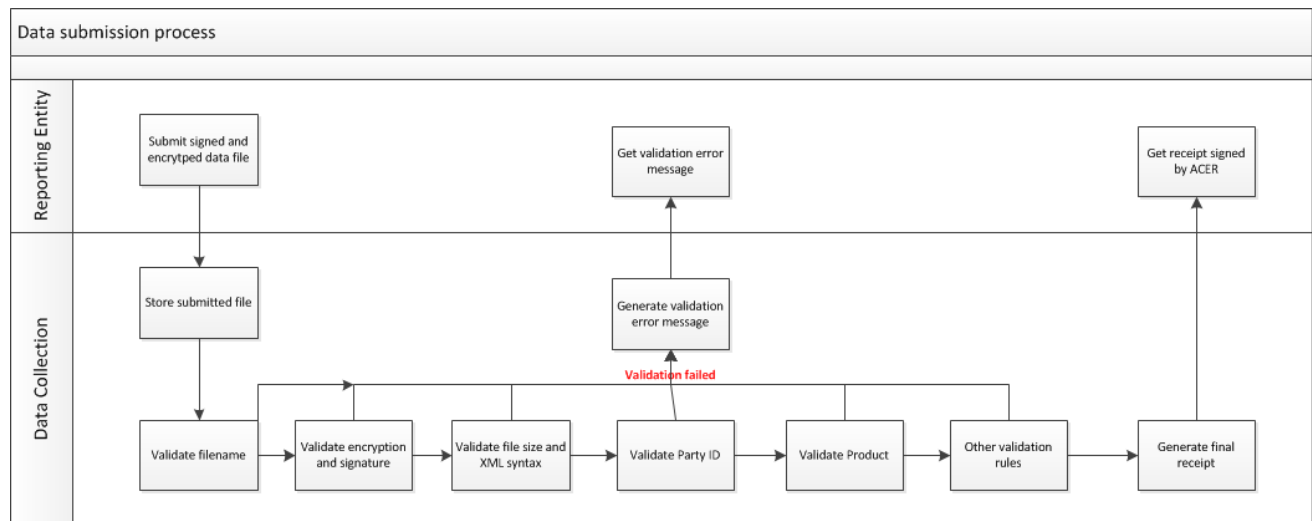 Data submission process
Reporting Entity
Submit signed and
encrytped data file
Get validation error
message
Get receipt signed
by ACER
Data Collection
Store submitted file
Generate validation
error message
Validation failed
Validate filename
Validate encryption
and signature
Validate file size and
XML syntax
Validate Party ID
Validate Product
Other validation
rules
Generate final
receipt